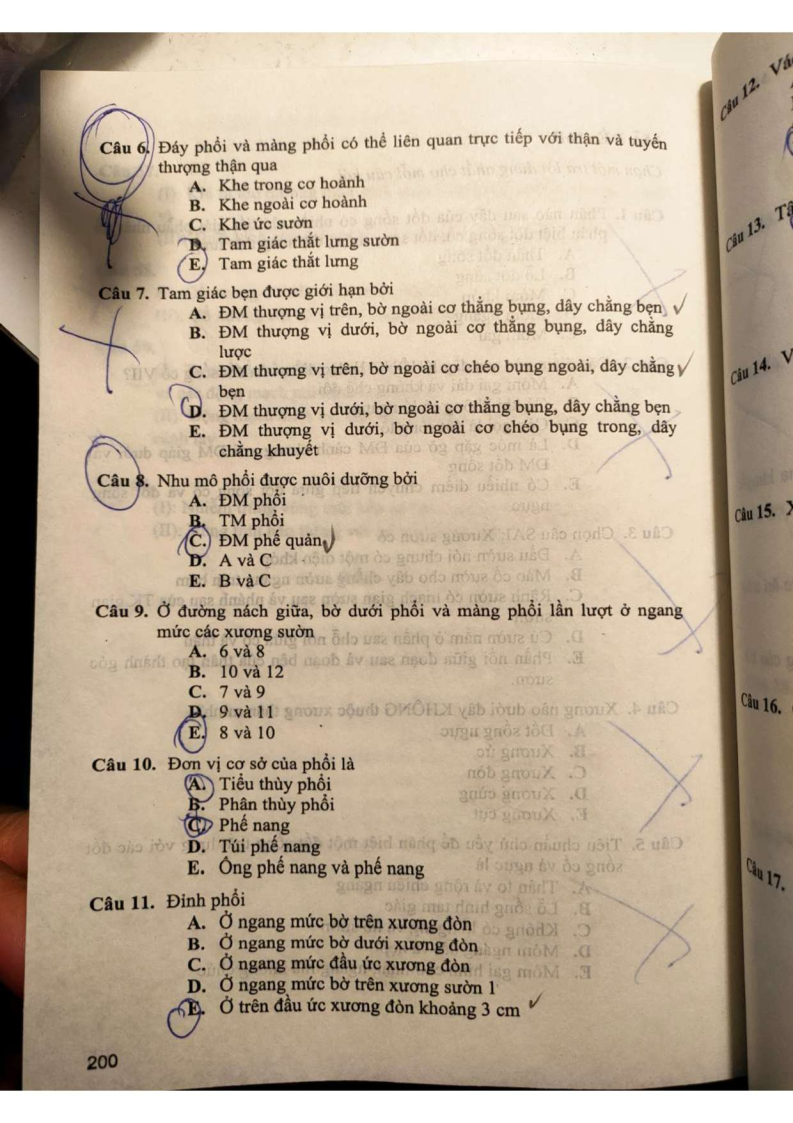 Câu 6. Đáy phổi và màng phổi có thể liên quan trực tiếp với thận và tuyến
thượng thận qua
A. Khe trong cơ hoành
B. Khe ngoài cơ hoành
C. Khe ức sườn
D. Tam giác thắt lưng sườn
E. Tam giác thắt lưng
Câu 7. Tam giác bẹn được giới hạn bởi
A. ĐM thượng vị trên, bờ ngoài cơ thẳng bụng, dây chằng bẹn
B. ĐM thượng vị dưới, bờ ngoài cơ thẳng bụng, dây chằng
lược
C. ĐM thượng vị trên, bờ ngoài cơ chéo bụng ngoài, dây chằng
bẹn
D. ĐM thượng vị dưới, bờ ngoài cơ thẳng bụng, dây chằng bẹn
E. ĐM thượng vị dưới, bờ ngoài cơ chéo bụng trong, dây
chằng khuyết
Câu 8. Nhu mô phổi được nuôi dưỡng bởi
A. ĐM phổi
B. TM phổi
C. ĐM phế quản
D. A và C
E. B và C
Câu 9. Ở đường nách giữa, bờ dưới phổi và màng phổi lần lượt ở ngang
mức các xương sườn
A. 6 và 8
B. 10 và 12
C. 7 và 9
D. 9 và 11
E. 8 và 10
Câu 10. Đơn vị cơ sở của phổi là
A. Tiểu thùy phổi
B. Phân thùy phổi
C. Phế nang
D. Túi phế nang
E. Ống phế nang và phế nang
Câu 11. Đỉnh phổi
A. Ở ngang mức bờ trên xương đòn
B. Ở ngang mức bờ dưới xương đòn
C. Ở ngang mức đầu ức xương đòn
D. Ở ngang mức bờ trên xương sườn 1
E. Ở trên đầu ức xương đòn khoảng 3 cm
200
Câu 12.
Câu 13.
Câu 14.
Câu 15.
Câu 16.
Câu 17.